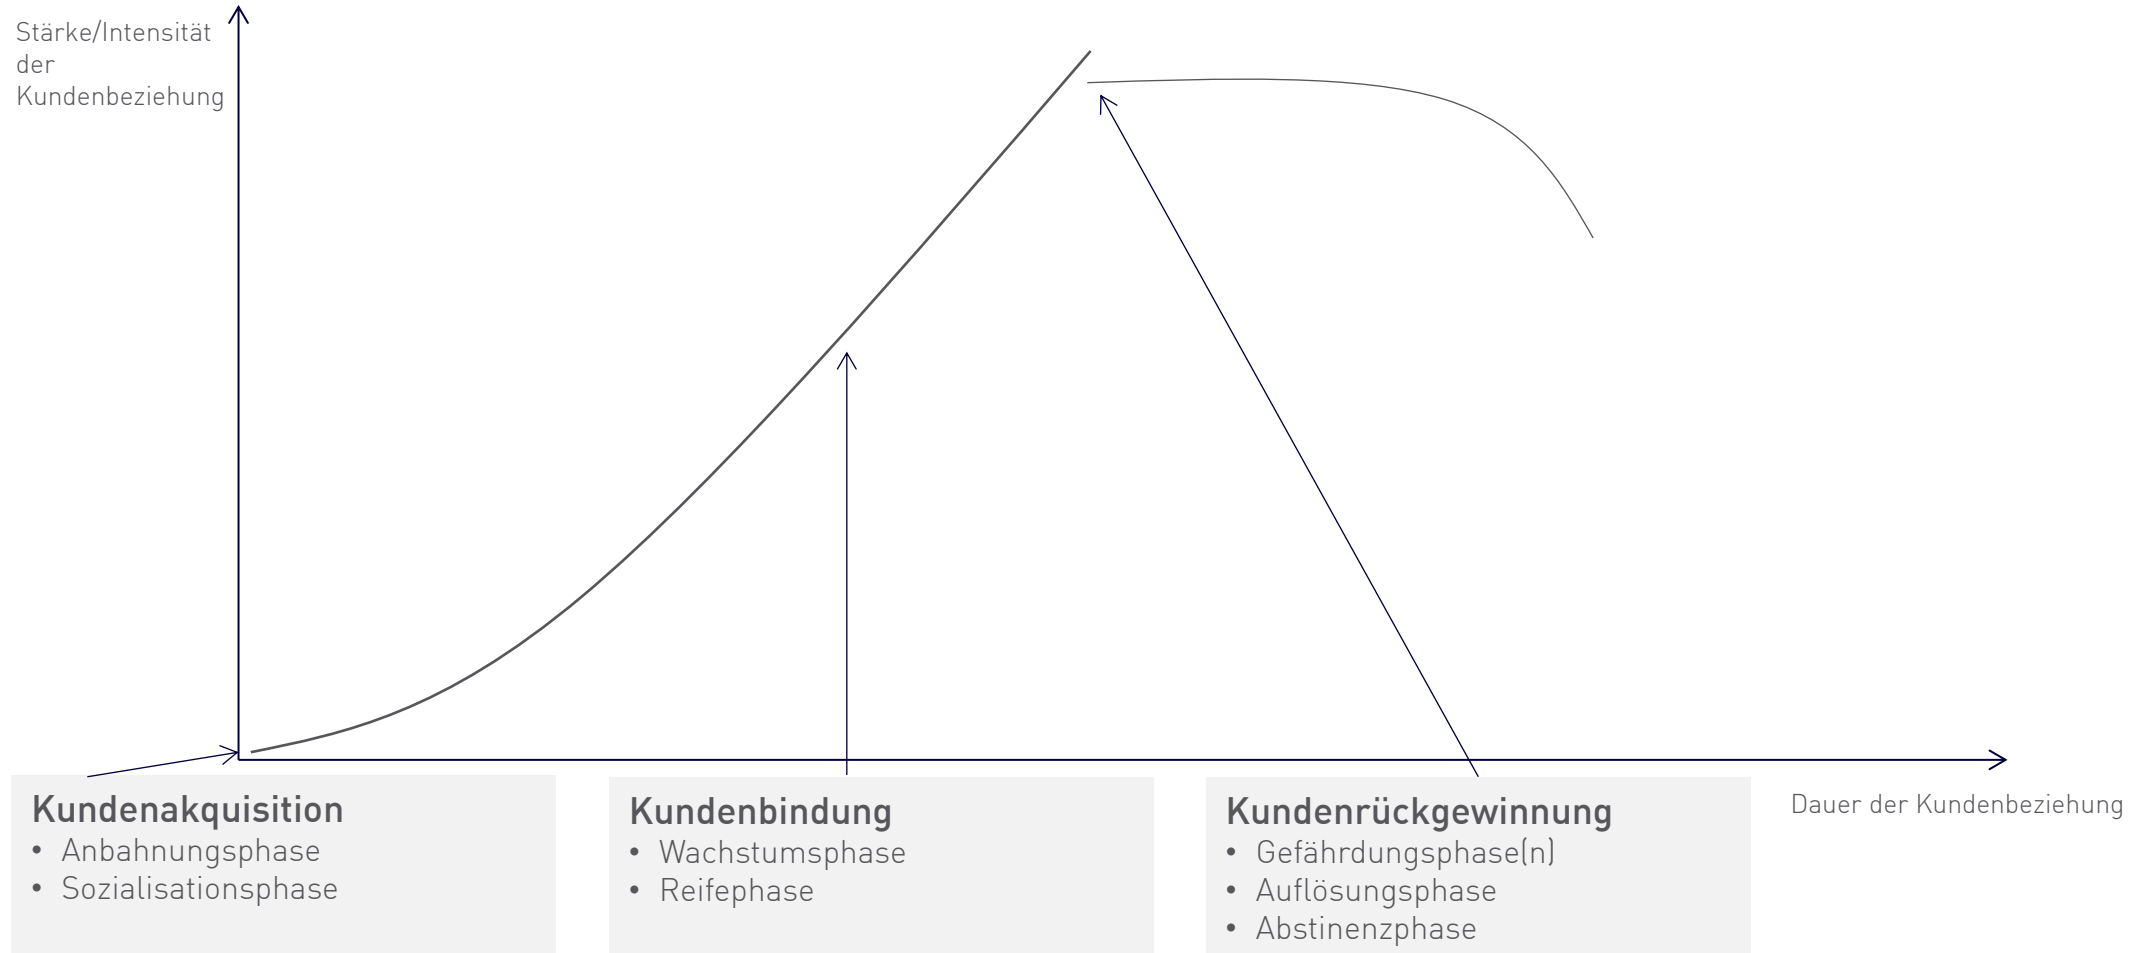 Stärke/Intensität
der
Kundenbeziehung
Kundenakquisition
• Anbahnungsphase
• Sozialisationsphase
Kundenbindung
• Wachstumsphase
• Reifephase
Kundenrückgewinnung
• Gefährdungsphase(n)
• Auflösungsphase
• Abstinenzphase
Dauer der Kundenbeziehung